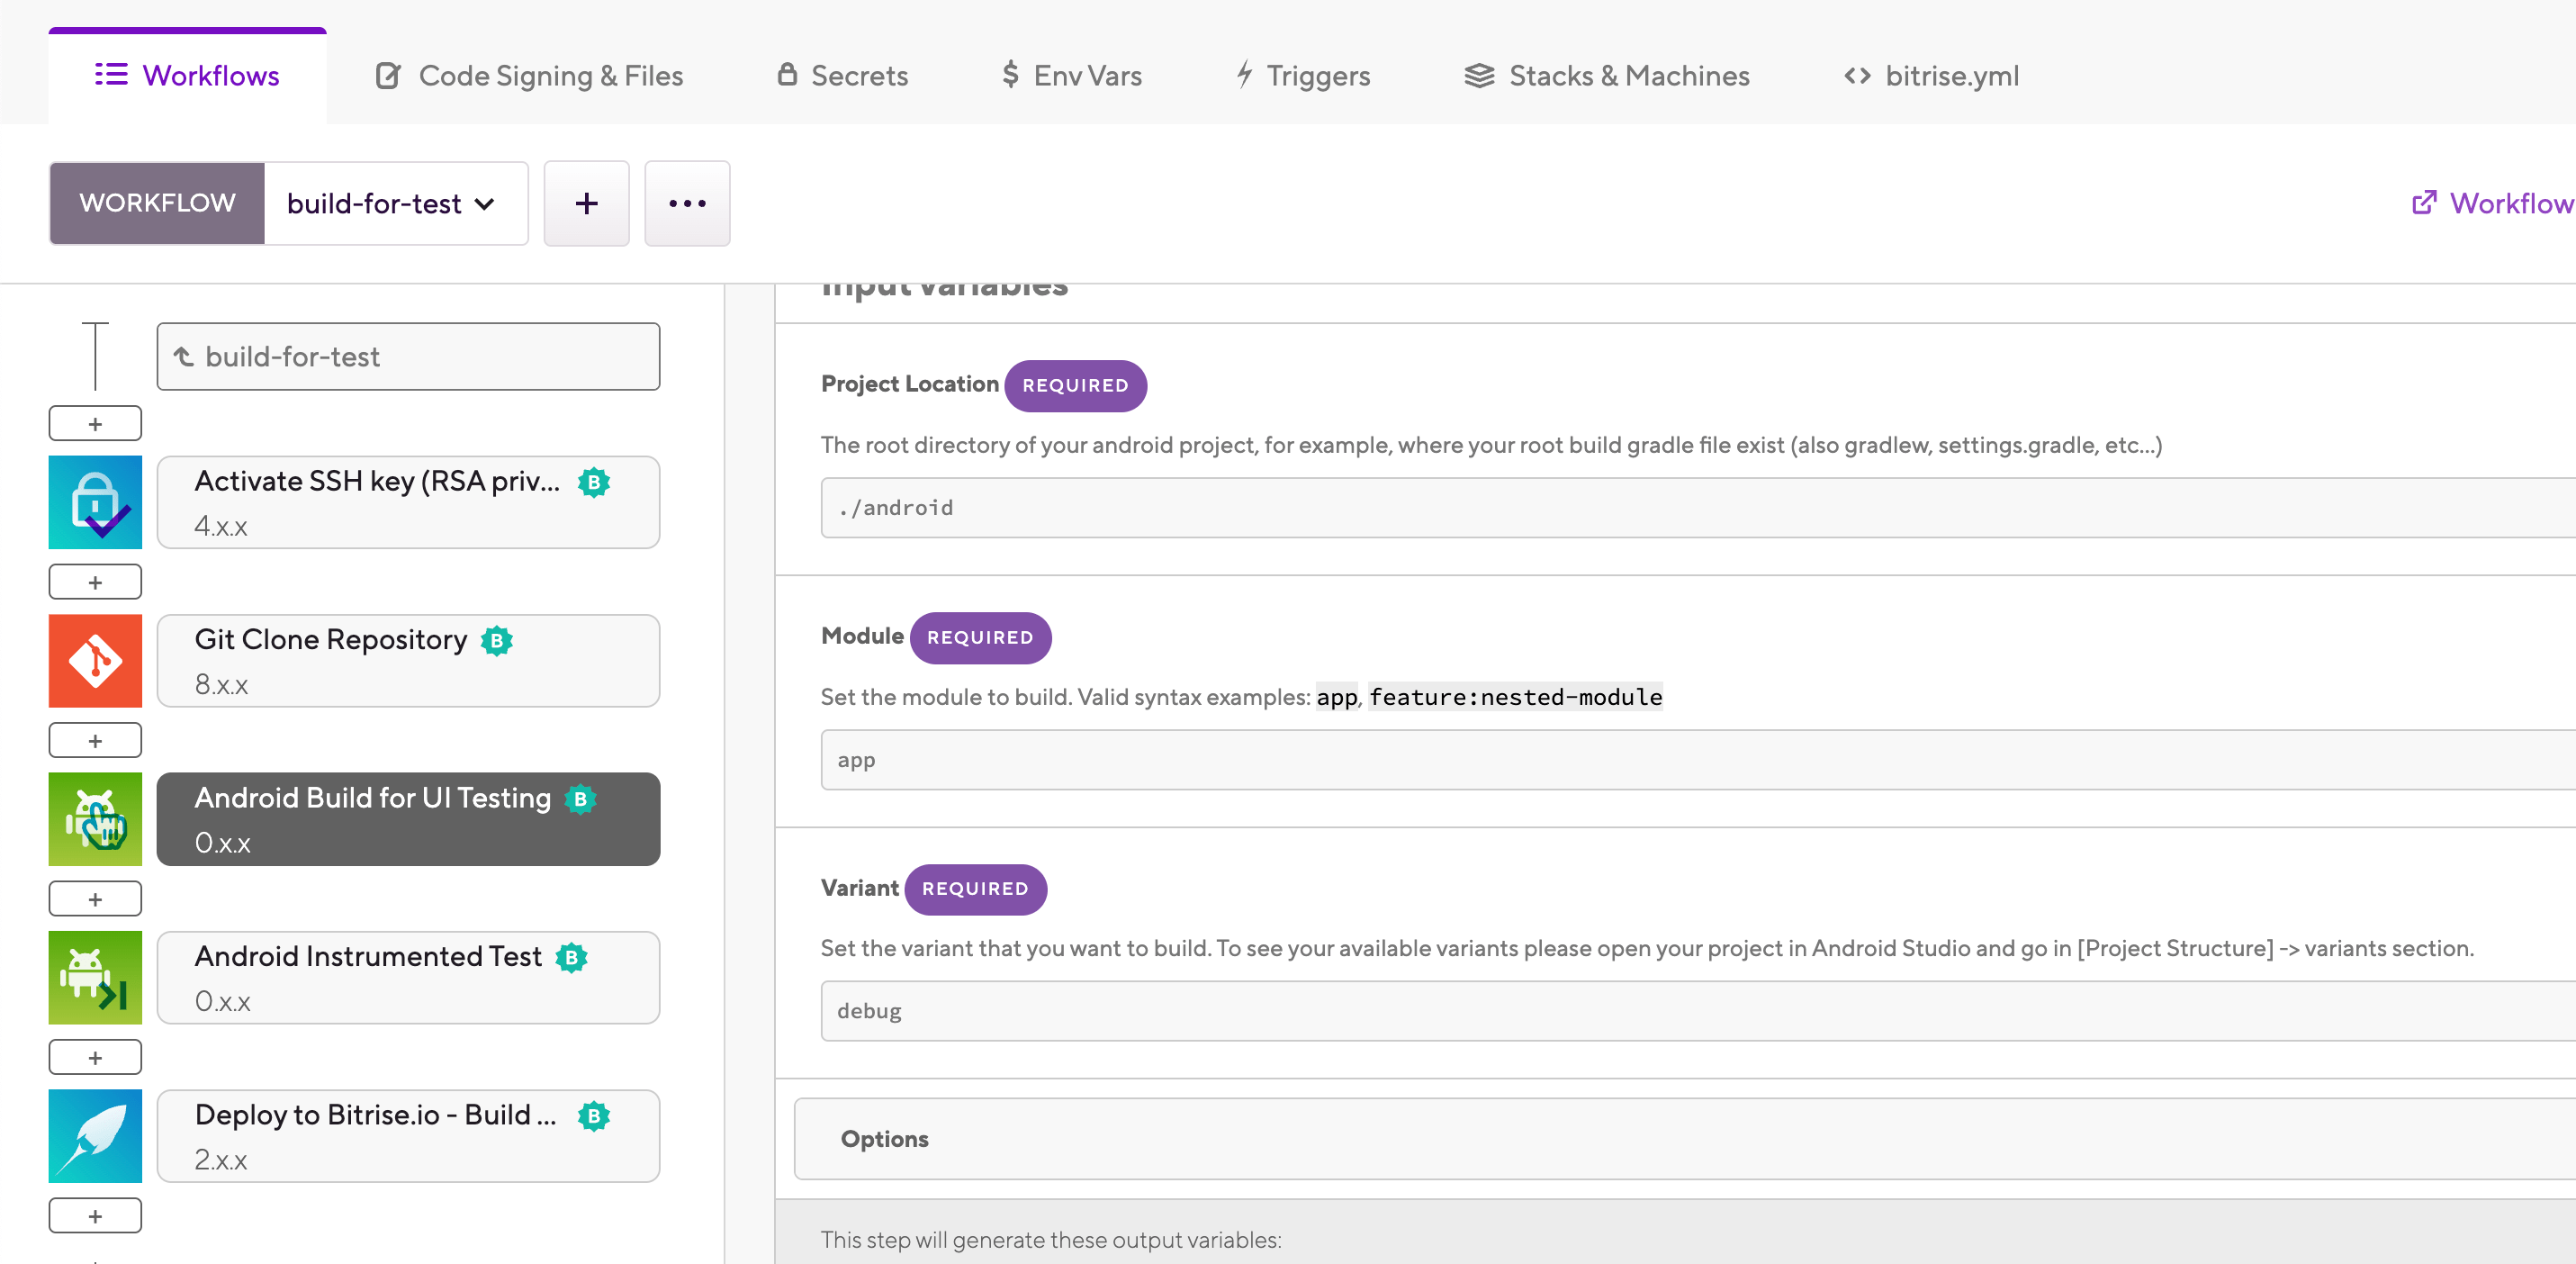 Workflows
Code Signing & Files
Secrets
Env Vars
Triggers
Stacks & Machines
bitrise.yml
WORKFLOW
build-for-test
+
Workflow
build-for-test
+
Activate SSH key (RSA priv... B
4.x.x
+
Git Clone Repository B
8.x.x
+
Android Build for UI Testing B
0.x.x
+
Android Instrumented Test B
0.x.x
+
Deploy to Bitrise.io - Build ... B
2.x.x
+
Input variables
Project Location REQUIRED
The root directory of your android project, for example, where your root build gradle file exist (also gradlew, settings.gradle, etc...)
./android
Module REQUIRED
Set the module to build. Valid syntax examples: app, feature:nested-module
app
Variant REQUIRED
Set the variant that you want to build. To see your available variants please open your project in Android Studio and go in [Project Structure] -> variants section.
debug
Options
This step will generate these output variables: